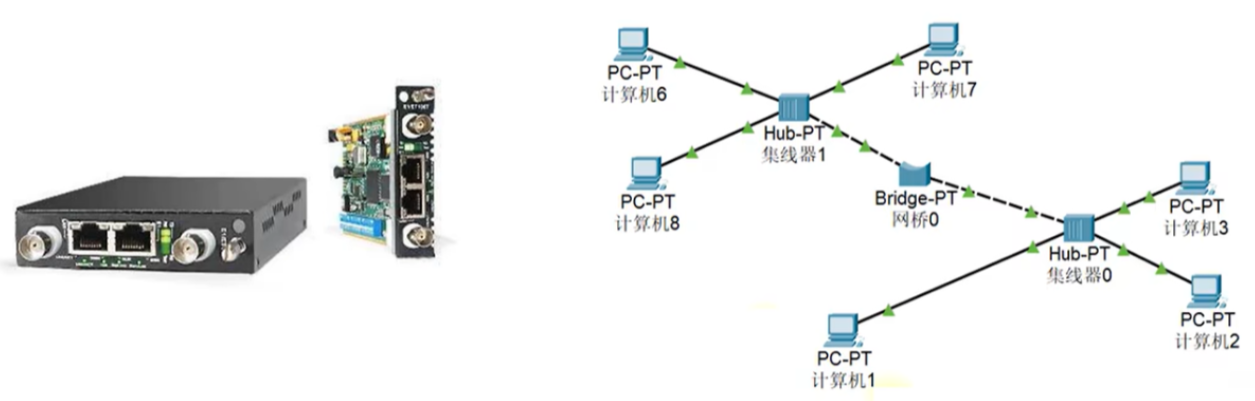 PC-PT
计算机6
PC-PT
计算机7
Hub-PT
集线器1
PC-PT
计算机8
Bridge-PT
网桥0
PC-PT
计算机3
Hub-PT
集线器0
PC-PT
计算机2
PC-PT
计算机1